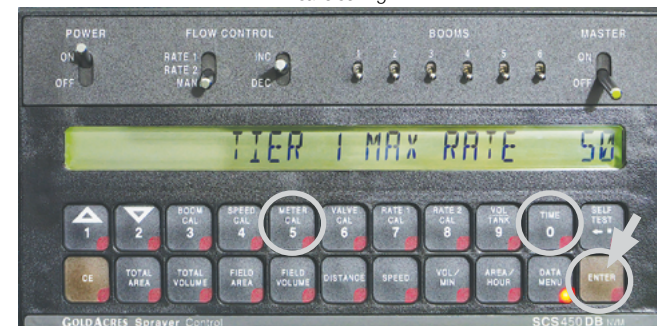 POWER FLOW CONTROL BOOMS MASTER
ON RATE 1 INC 1 2 3 4 5 6 ON
RATE 2
OFF MAN DEC OFF
TIER 1 MAX RATE 50
1 2 BOOM CAL 3 SPEED CAL 4 METER CAL 5 VALVE CAL 6 RATE 1 CAL 7 RATE 2 CAL 8 VOL TANK 9 TIME 0 SELF TEST
CE TOTAL AREA TOTAL VOLUME FIELD AREA FIELD VOLUME DISTANCE SPEED VOL/ MIN AREA/ HOUR DATA MENU ENTER
GOLDACRES Sprayer Control SCS450DB NVM